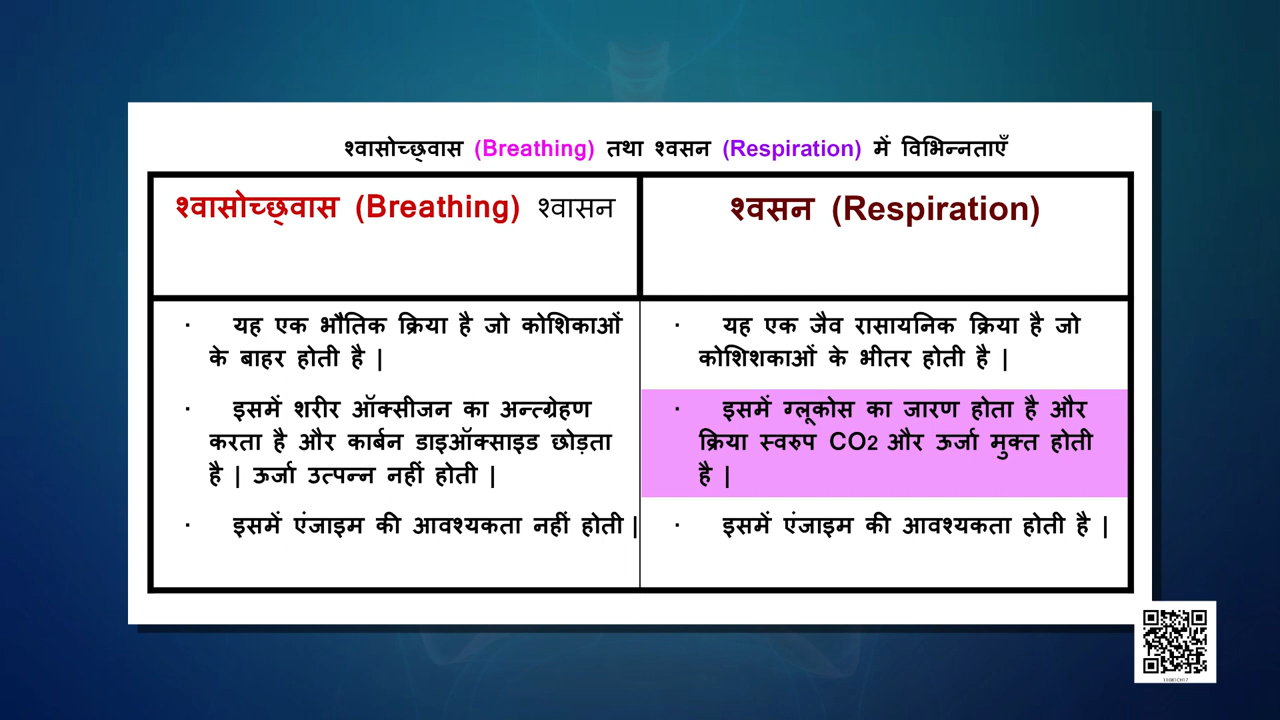 श्वासोच्छ्वास (Breathing) तथा श्वसन (Respiration) में विभिन्नताएँ
श्वासोच्छ्वास (Breathing) श्वासन
श्वसन (Respiration)
· यह एक भौतिक क्रिया है जो कोशिकाओं
के बाहर होती है |
· इसमें शरीर ऑक्सीजन का अन्त्ग्रेहण
करता है और कार्बन डाइऑक्साइड छोड़ता
है | ऊर्जा उत्पन्न नहीं होती |
· इसमें एंजाइम की आवश्यकता नहीं होती |
· यह एक जैव रासायनिक क्रिया है जो
कोशिशकाओं के भीतर होती है |
· इसमें ग्लूकोस का जारण होता है और
क्रिया स्वरुप CO2 और ऊर्जा मुक्त होती
है |
· इसमें एंजाइम की आवश्यकता होती है |